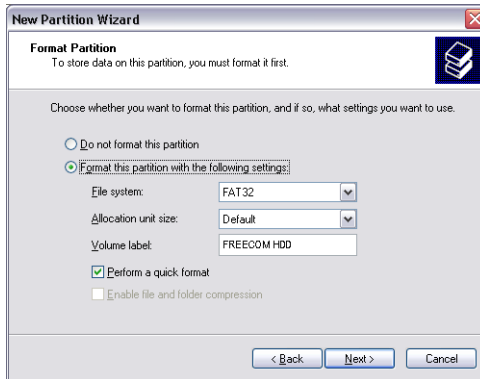 New Partition Wizard
Format Partition
To store data on this partition, you must format it first.
Choose whether you want to format this partition, and if so, what settings you want to use.
Do not format this partition
Format this partition with the following settings:
File system: FAT32
Allocation unit size: Default
Volume label: FREECOM HDD
Perform a quick format
Enable file and folder compression
< Back Next > Cancel